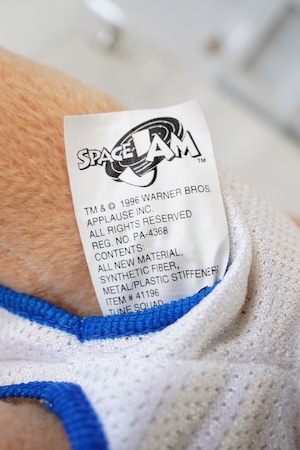 SPACE JAM TM
TM & © 1996 WARNER BROS.
APPLAUSE INC.
ALL RIGHTS RESERVED
REG. NO. PA-4368
CONTENTS:
ALL NEW MATERIAL,
SYNTHETIC FIBER,
METAL/PLASTIC STIFFENER
ITEM # 41196
TUNE SQUAD